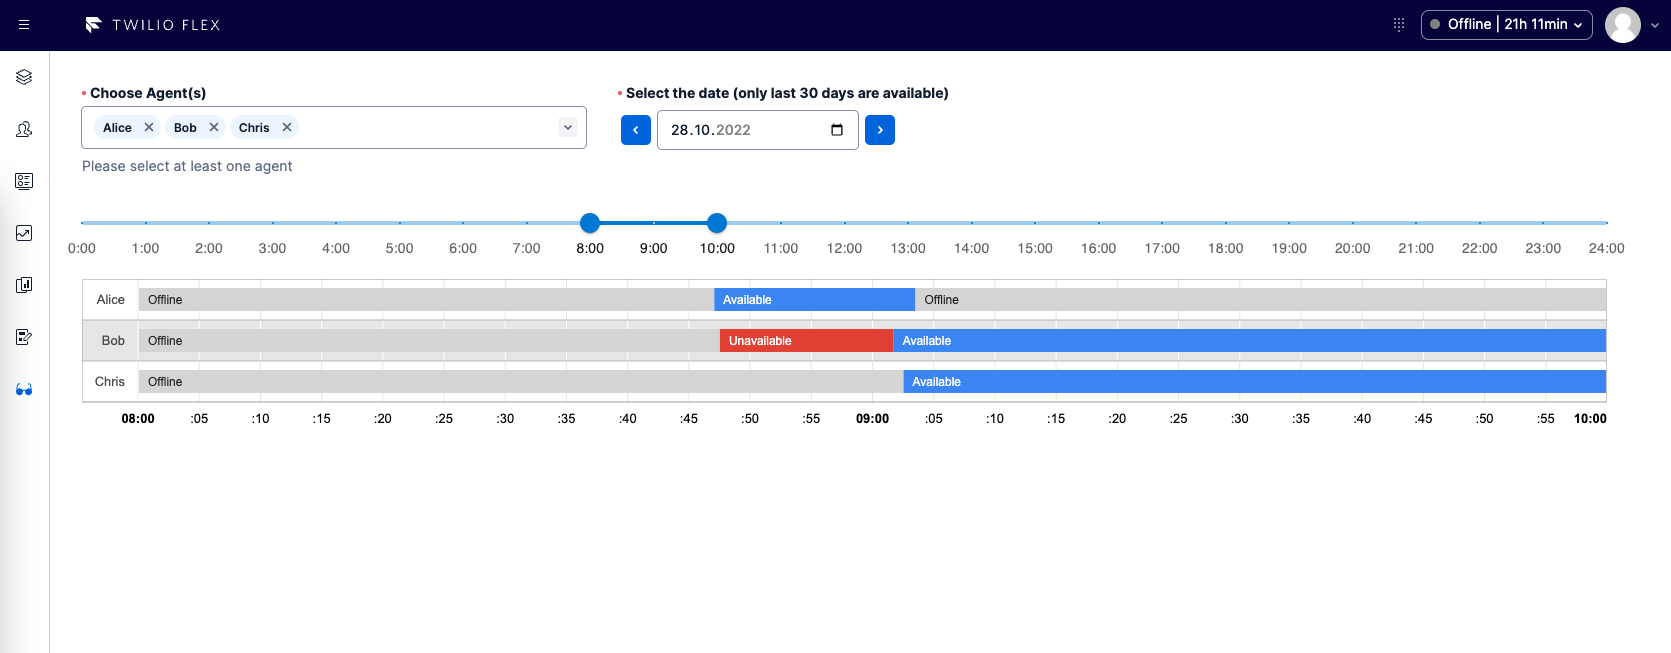 TWILIO FLEX
Offline | 21h 11min
• Choose Agent(s)
• Select the date (only last 30 days are available)
Alice Bob Chris
28.10.2022
Please select at least one agent
0:00 1:00 2:00 3:00 4:00 5:00 6:00 7:00 8:00 9:00 10:00 11:00 12:00 13:00 14:00 15:00 16:00 17:00 18:00 19:00 20:00 21:00 22:00 23:00 24:00
Alice Offline Available Offline
Bob Offline Unavailable Available
Chris Offline Available
08:00 :05 :10 :15 :20 :25 :30 :35 :40 :45 :50 :55 09:00 :05 :10 :15 :20 :25 :30 :35 :40 :45 :50 :55 10:00